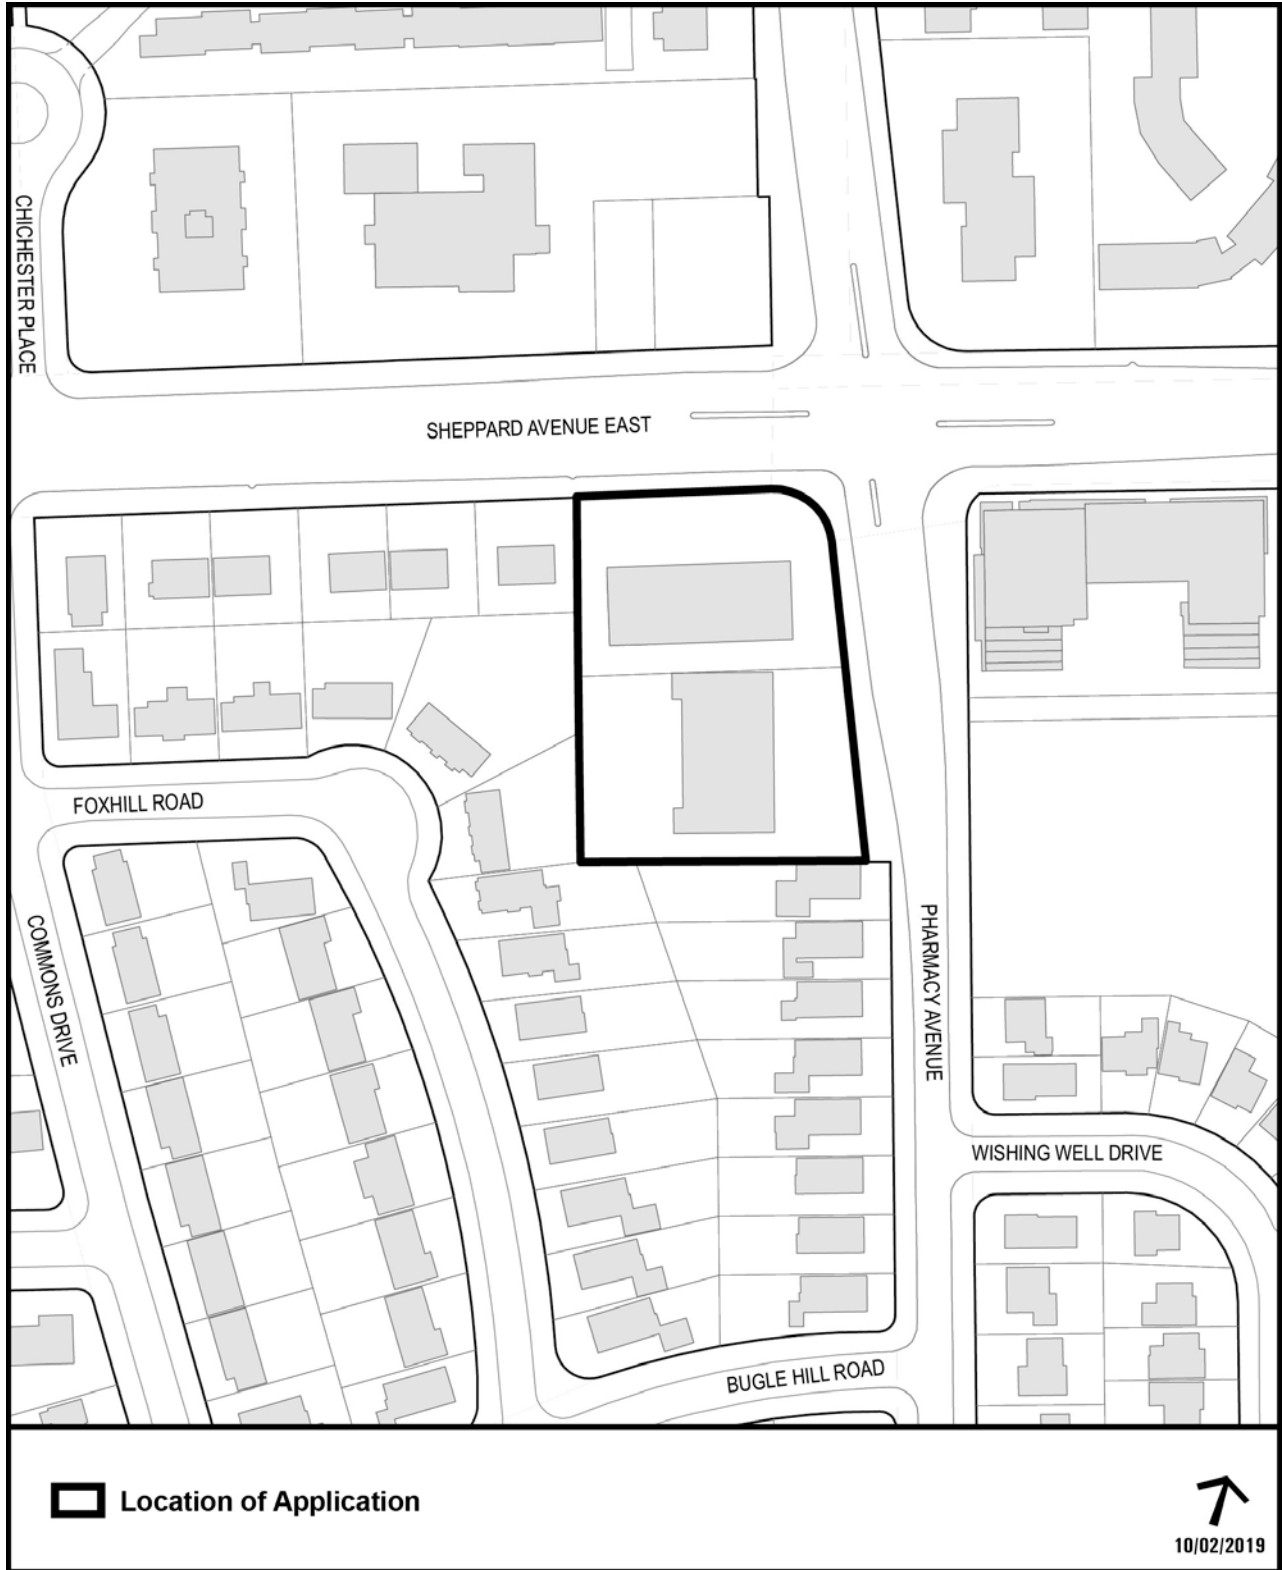 CHICHESTER PLACE
SHEPPARD AVENUE EAST
FOXHILL ROAD
COMMONS DRIVE
PHARMACY AVENUE
WISHING WELL DRIVE
BUGLE HILL ROAD
Location of Application
10/02/2019